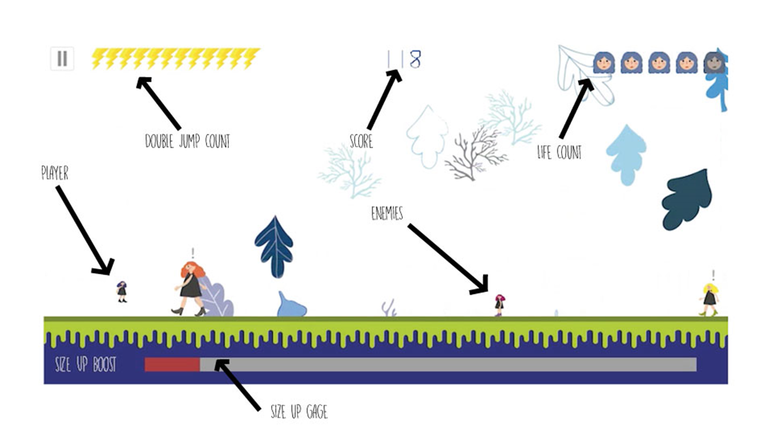 118
DOUBLE JUMP COUNT
SCORE
LIFE COUNT
PLAYER
ENEMIES
!
!
SIZE UP BOOST
SIZE UP GAGE